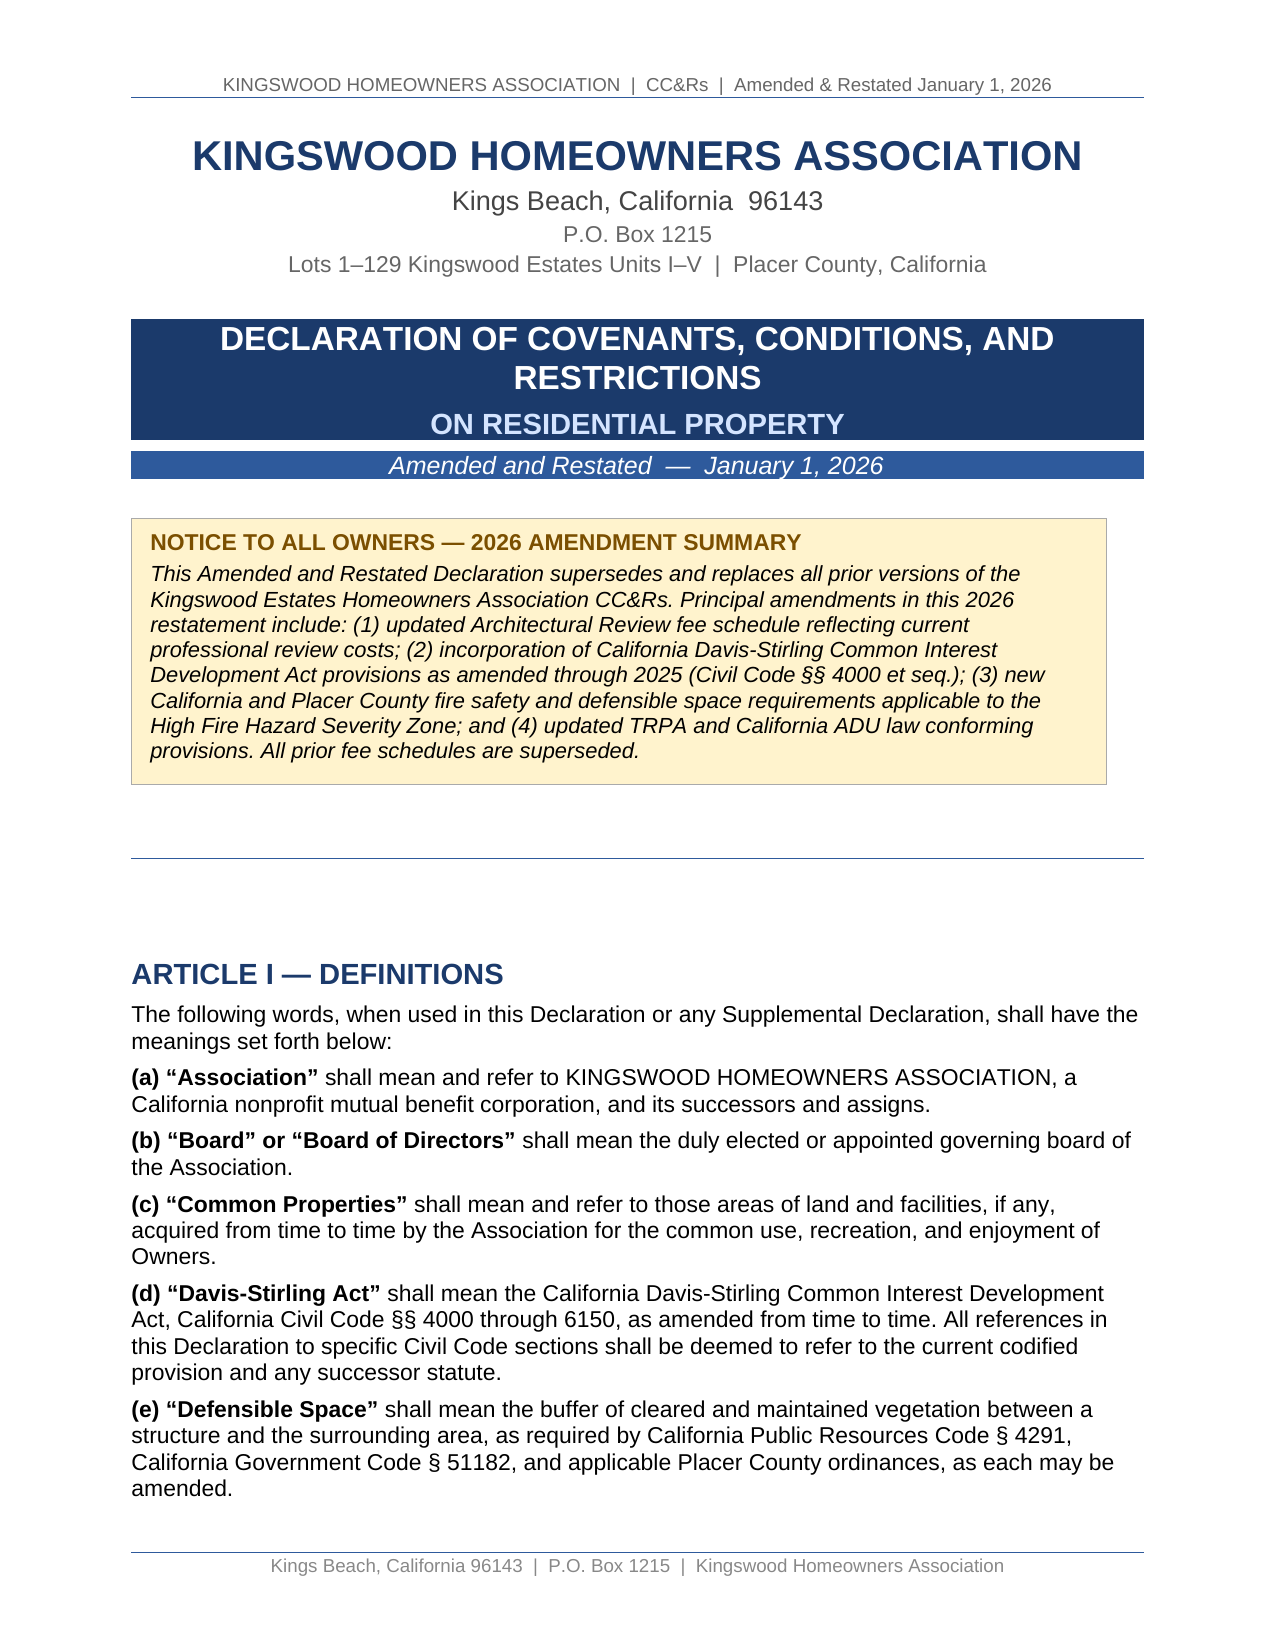 KINGSWOOD HOMEOWNERS ASSOCIATION | CC&Rs | Amended & Restated January 1, 2026
KINGSWOOD HOMEOWNERS ASSOCIATION
Kings Beach, California 96143
P.O. Box 1215
Lots 1–129 Kingswood Estates Units I–V | Placer County, California
DECLARATION OF COVENANTS, CONDITIONS, AND
RESTRICTIONS
ON RESIDENTIAL PROPERTY
Amended and Restated — January 1, 2026
NOTICE TO ALL OWNERS — 2026 AMENDMENT SUMMARY
This Amended and Restated Declaration supersedes and replaces all prior versions of the
Kingswood Estates Homeowners Association CC&Rs. Principal amendments in this 2026
restatement include: (1) updated Architectural Review fee schedule reflecting current
professional review costs; (2) incorporation of California Davis-Stirling Common Interest
Development Act provisions as amended through 2025 (Civil Code §§ 4000 et seq.); (3) new
California and Placer County fire safety and defensible space requirements applicable to the
High Fire Hazard Severity Zone; and (4) updated TRPA and California ADU law conforming
provisions. All prior fee schedules are superseded.
ARTICLE I — DEFINITIONS
The following words, when used in this Declaration or any Supplemental Declaration, shall have the
meanings set forth below:
(a) “Association” shall mean and refer to KINGSWOOD HOMEOWNERS ASSOCIATION, a
California nonprofit mutual benefit corporation, and its successors and assigns.
(b) “Board” or “Board of Directors” shall mean the duly elected or appointed governing board of
the Association.
(c) “Common Properties” shall mean and refer to those areas of land and facilities, if any,
acquired from time to time by the Association for the common use, recreation, and enjoyment of
Owners.
(d) “Davis-Stirling Act” shall mean the California Davis-Stirling Common Interest Development
Act, California Civil Code §§ 4000 through 6150, as amended from time to time. All references in
this Declaration to specific Civil Code sections shall be deemed to refer to the current codified
provision and any successor statute.
(e) “Defensible Space” shall mean the buffer of cleared and maintained vegetation between a
structure and the surrounding area, as required by California Public Resources Code § 4291,
California Government Code § 51182, and applicable Placer County ordinances, as each may be
amended.
Kings Beach, California 96143 | P.O. Box 1215 | Kingswood Homeowners Association